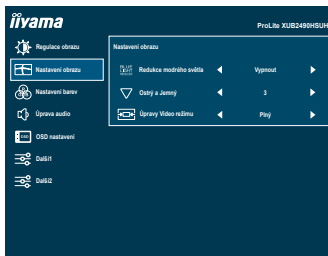 iiyama
ProLite XUB2490HSUH
Regulace obrazu
Nastavení obrazu
Nastavení barev
Úprava audio
OSD
OSD nastavení
Další1
Další2
Nastavení obrazu
Redukce modrého světla
Vypnout
Ostrý a Jemný
3
Úpravy Video režimu
Plný